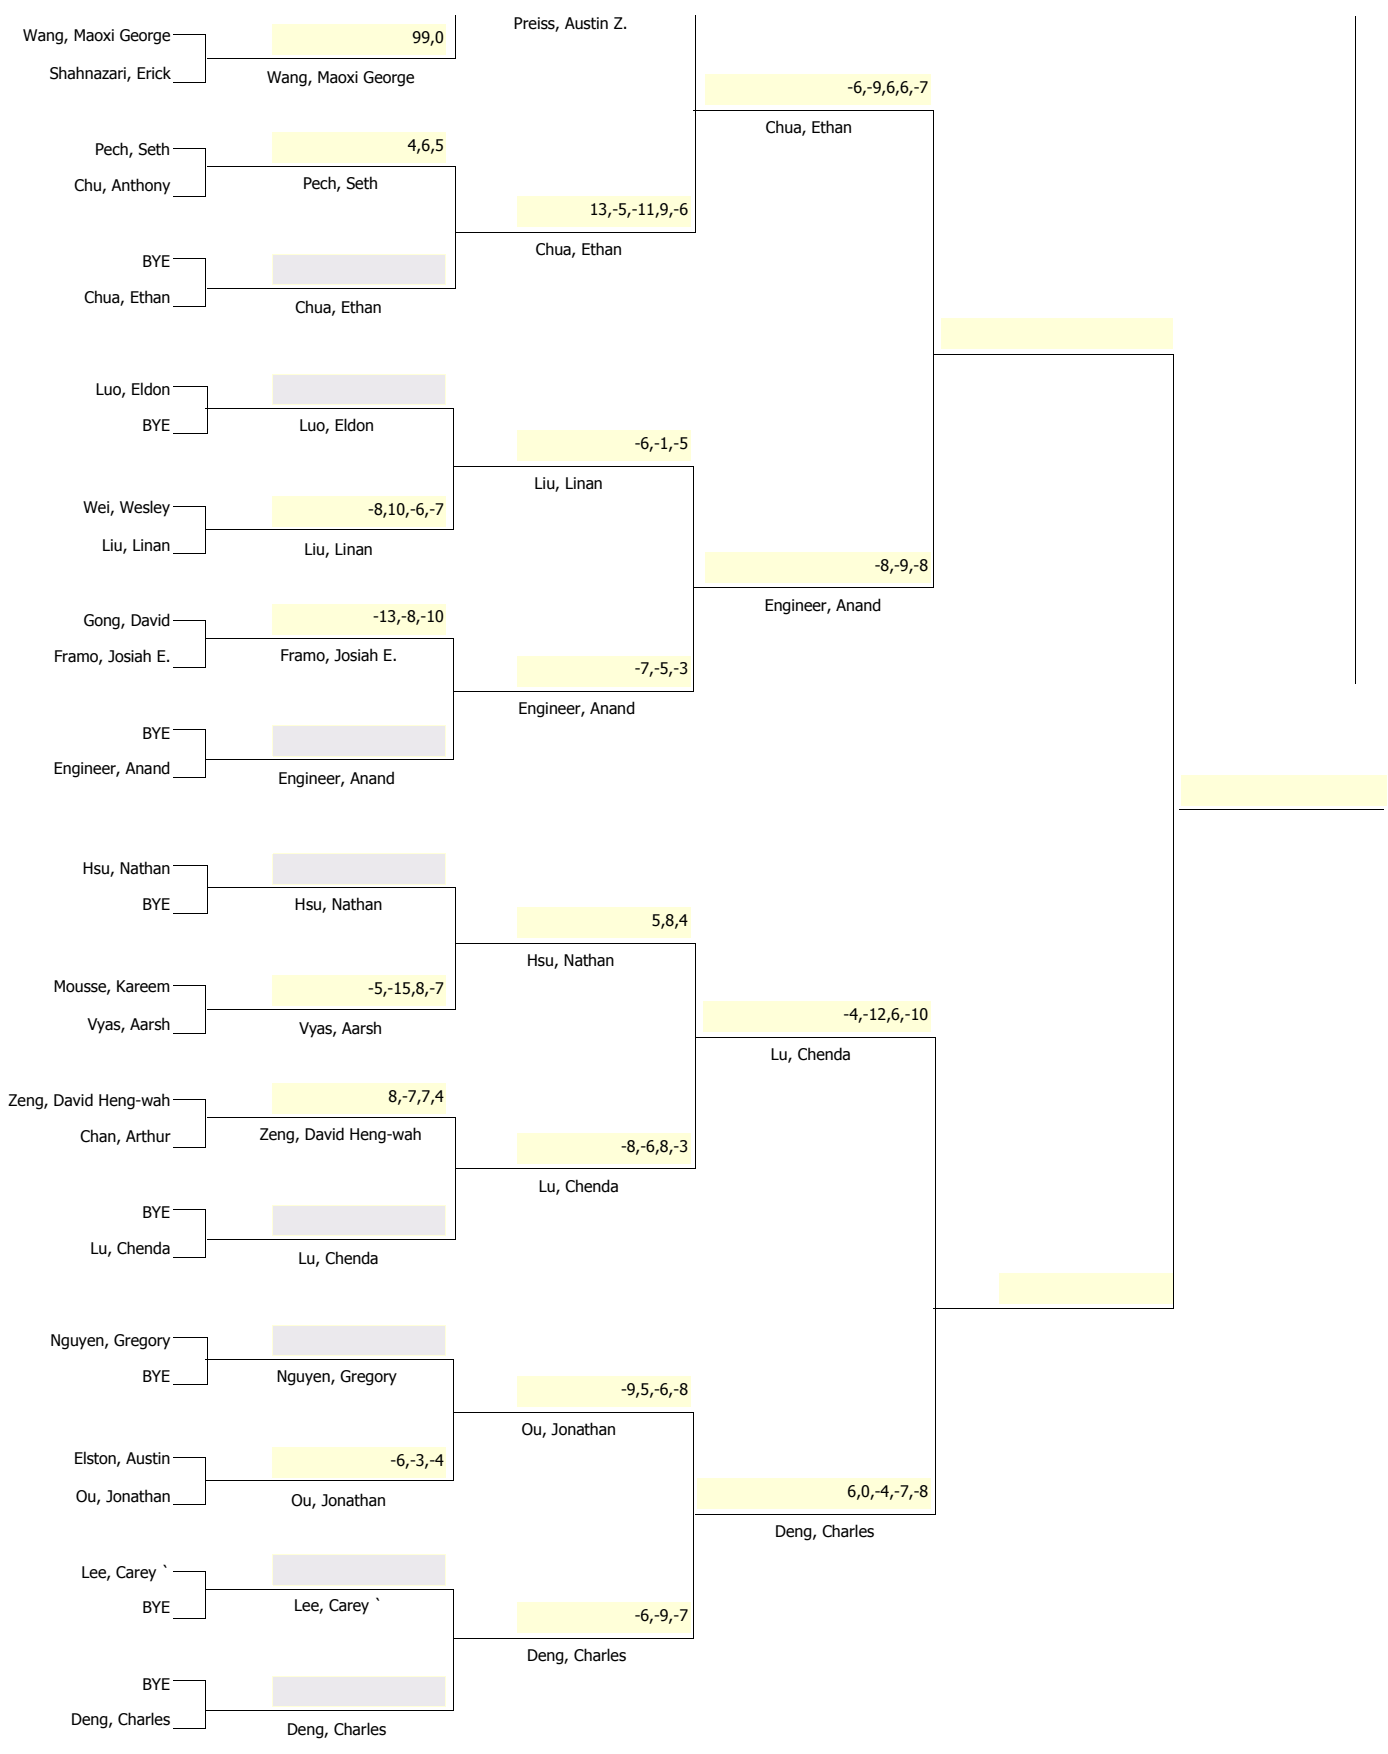 Preiss, Austin Z.
Wang, Maoxi George
99,0
Shahnazari, Erick
Wang, Maoxi George
-6,-9,6,6,-7
Chua, Ethan
Pech, Seth
4,6,5
Chu, Anthony
Pech, Seth
13,-5,-11,9,-6
Chua, Ethan
BYE
Chua, Ethan
Chua, Ethan
Luo, Eldon
BYE
Luo, Eldon
-6,-1,-5
Liu, Linan
Wei, Wesley
-8,10,-6,-7
Liu, Linan
Liu, Linan
-8,-9,-8
Engineer, Anand
Gong, David
-13,-8,-10
Framo, Josiah E.
Framo, Josiah E.
-7,-5,-3
Engineer, Anand
BYE
Engineer, Anand
Engineer, Anand
Hsu, Nathan
BYE
Hsu, Nathan
5,8,4
Hsu, Nathan
Mousse, Kareem
-5,-15,8,-7
Vyas, Aarsh
Vyas, Aarsh
-4,-12,6,-10
Lu, Chenda
Zeng, David Heng-wah
8,-7,7,4
Chan, Arthur
Zeng, David Heng-wah
-8,-6,8,-3
Lu, Chenda
BYE
Lu, Chenda
Lu, Chenda
Nguyen, Gregory
BYE
Nguyen, Gregory
-9,5,-6,-8
Ou, Jonathan
Elston, Austin
-6,-3,-4
Ou, Jonathan
Ou, Jonathan
6,0,-4,-7,-8
Deng, Charles
Lee, Carey `
BYE
Lee, Carey `
-6,-9,-7
Deng, Charles
BYE
Deng, Charles
Deng, Charles